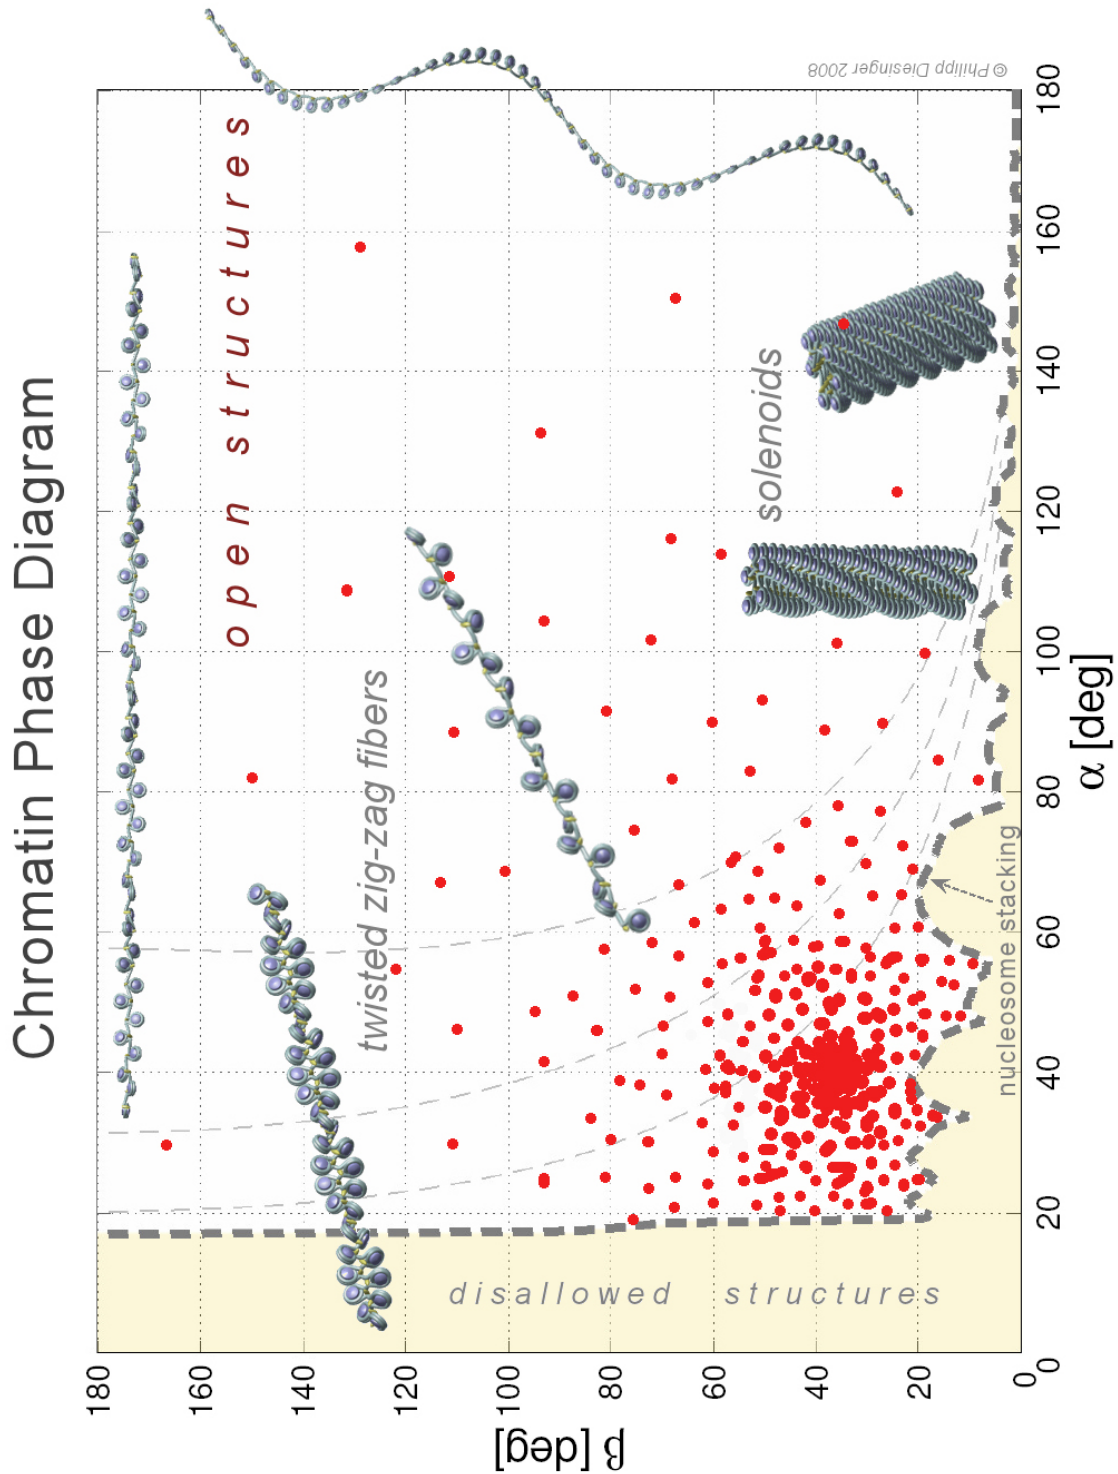 Chromatin Phase Diagram
© Philipp Diesinger 2008
open structures
twisted zig-zag fibers
solenoids
nucleosome stacking
disallowed structures
β [deg]
180
160
140
120
100
80
60
40
20
0
α [deg]
0
20
40
60
80
100
120
140
160
180